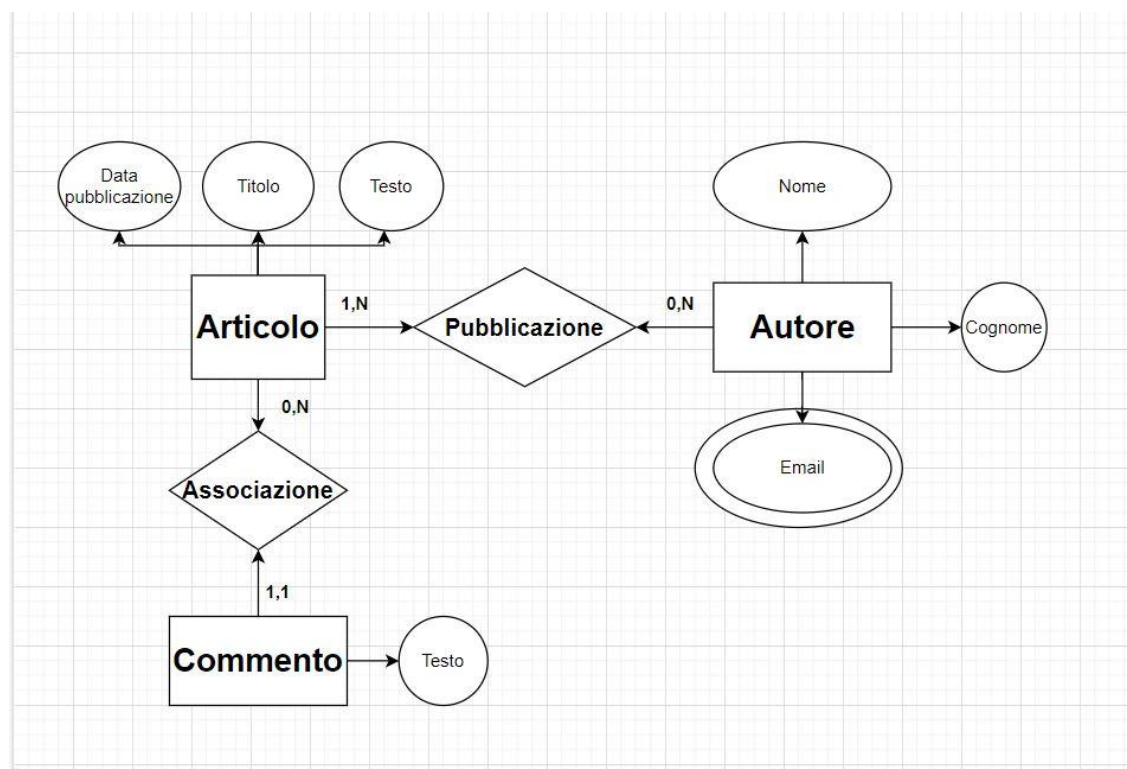 Data
pubblicazione
Titolo
Testo
Nome
Articolo
1,N
Pubblicazione
0,N
Autore
Cognome
0,N
Email
Associazione
1,1
Commento
Testo